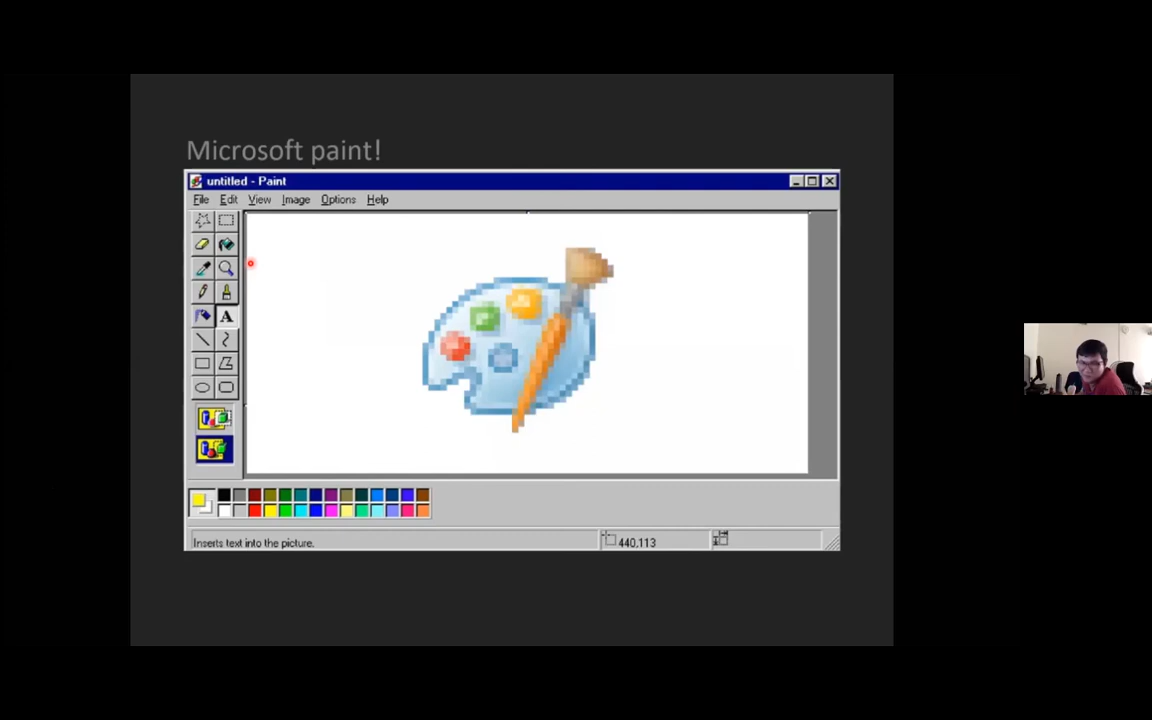 Microsoft paint!
untitled - Paint
File Edit View Image Options Help
A
Inserts text into the picture.
440,113